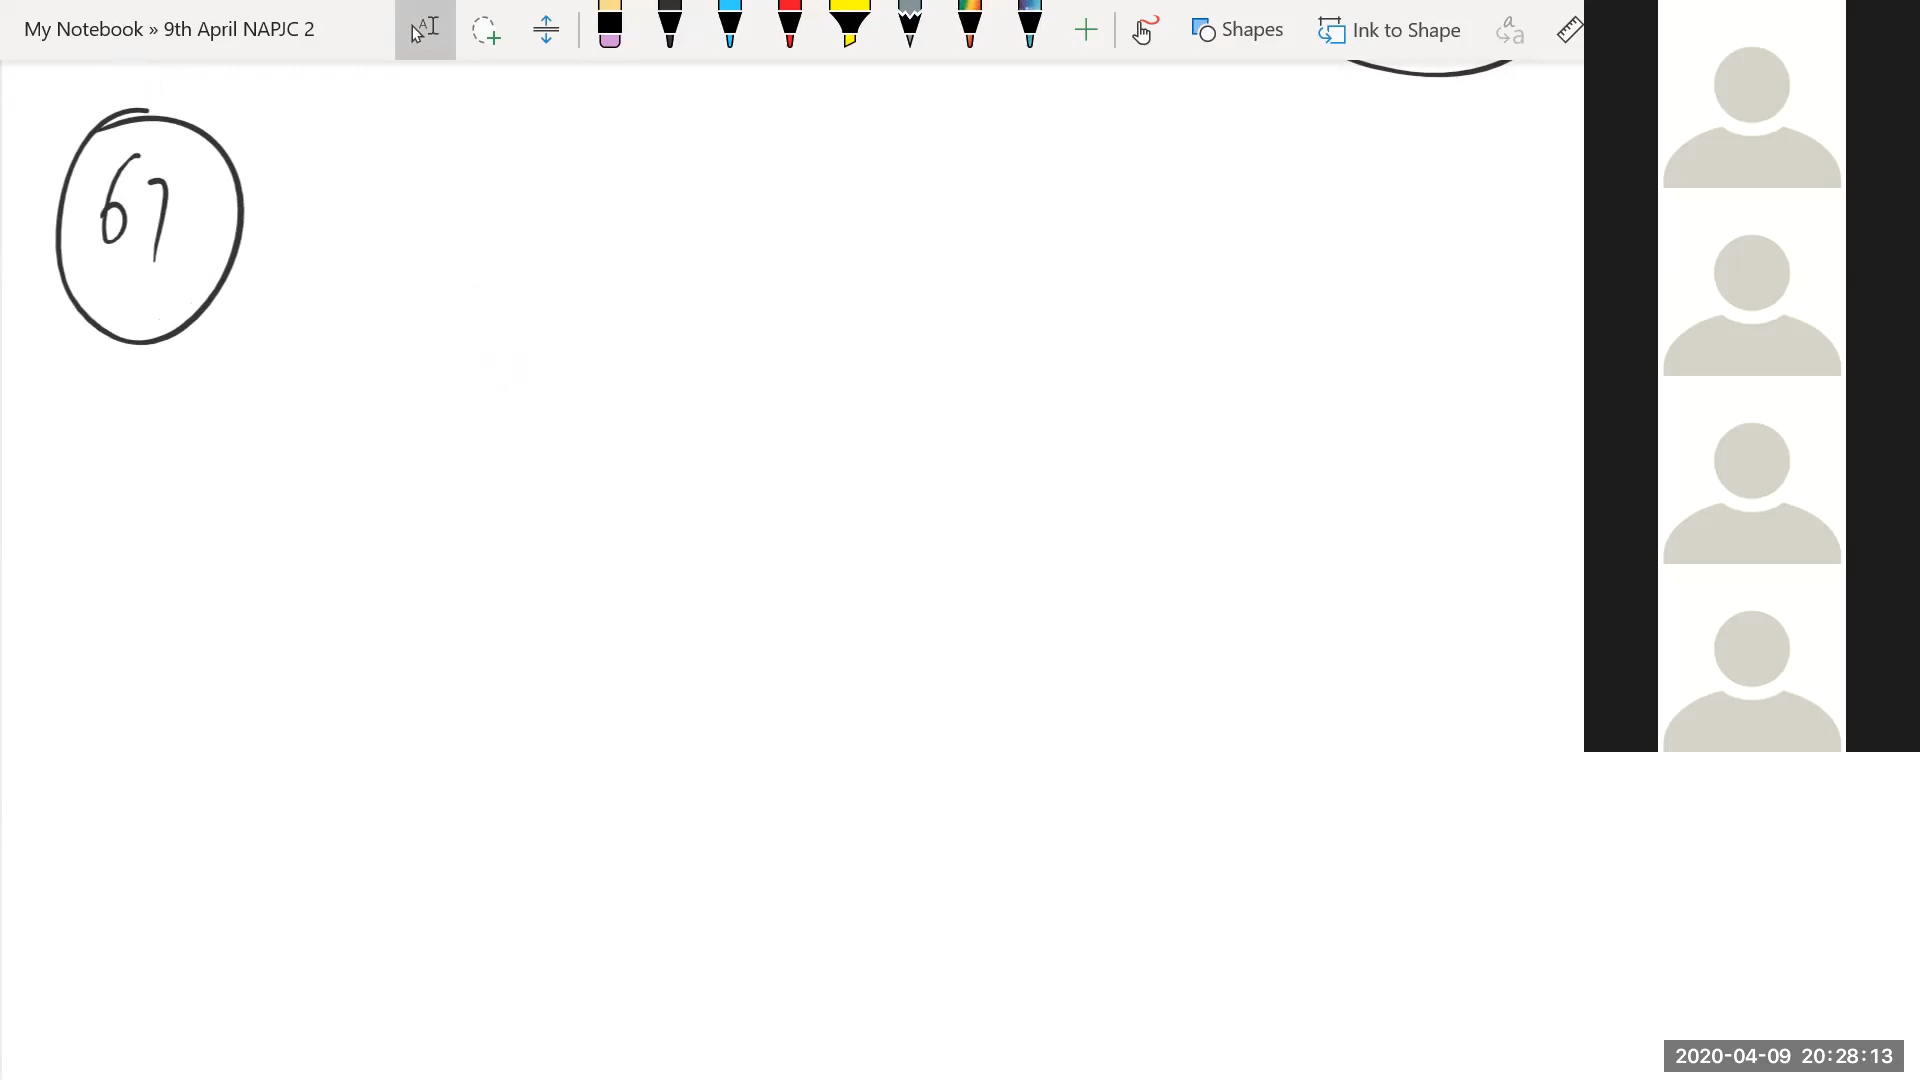 My Notebook » 9th April NAPJC 2
Shapes
Ink to Shape
67
2020-04-09 20:28:13